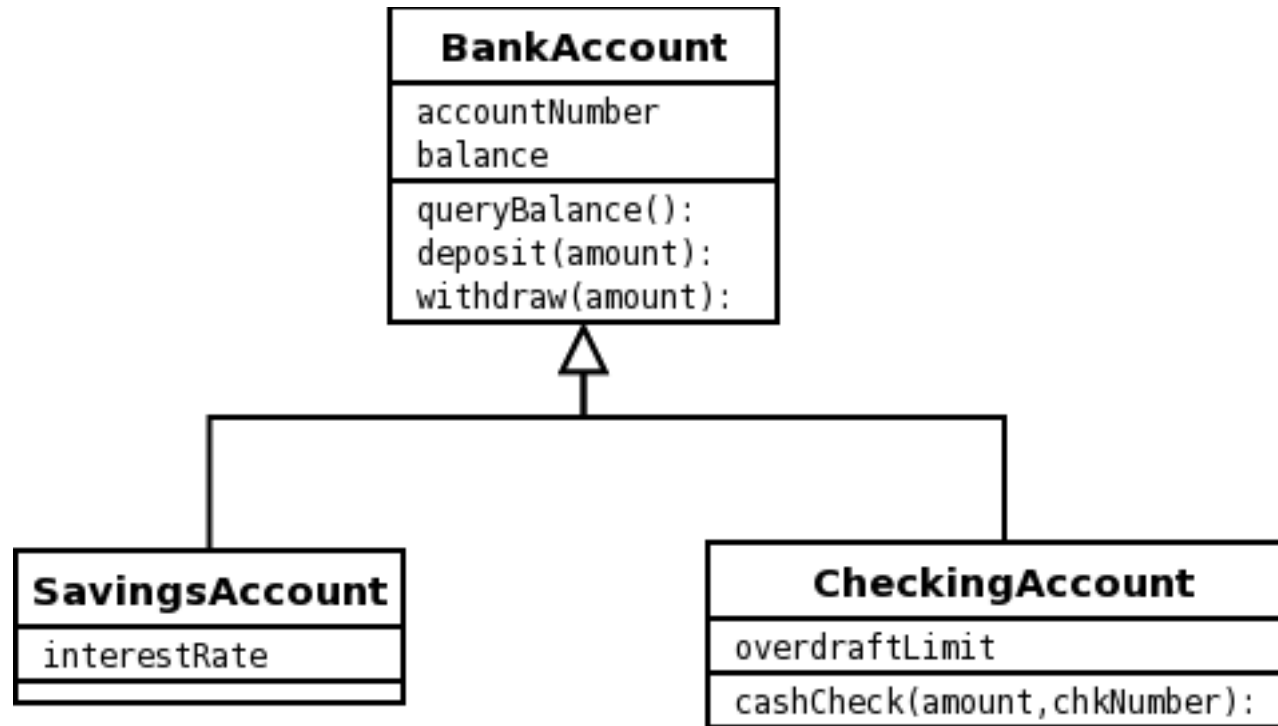 BankAccount
accountNumber
balance
queryBalance():
deposit(amount):
withdraw(amount):
SavingsAccount
interestRate
CheckingAccount
overdraftLimit
cashCheck(amount,chkNumber):